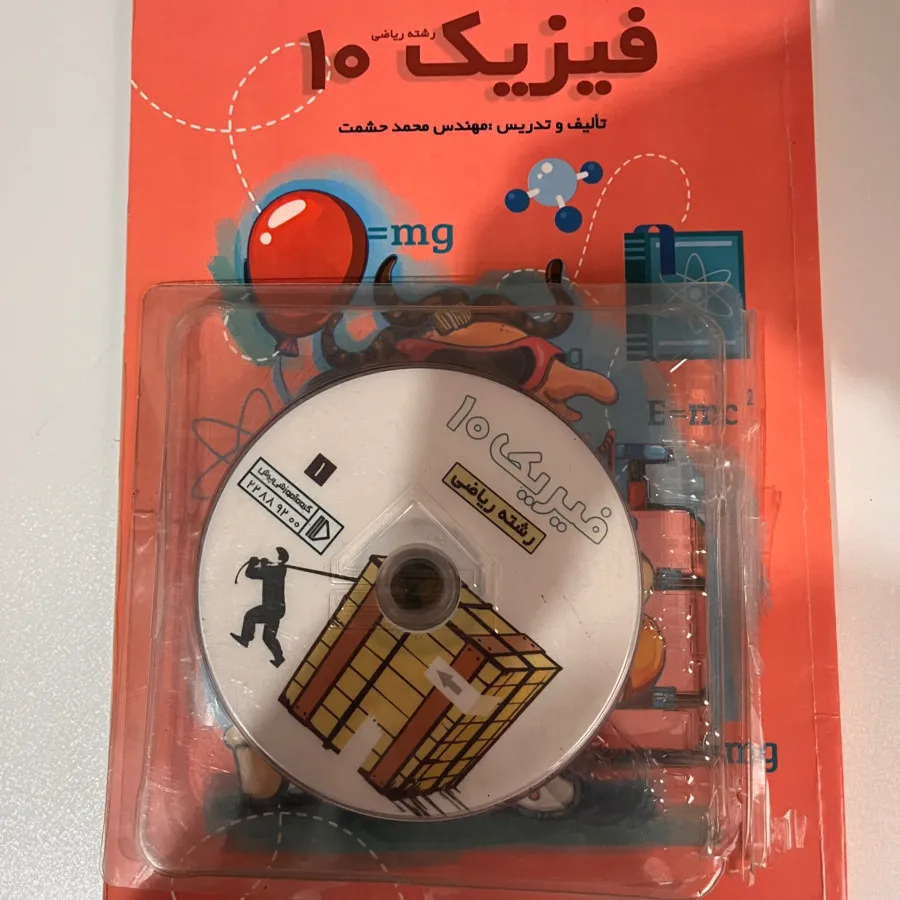 رشته ریاضی
فیزیک ۱۰
تألیف و تدریس :مهندس محمد حشمت
=mg
E=mc²
فیزیک ۱۰
رشته ریاضی
۱
۲۲۸۸۹۲۰۰
mg